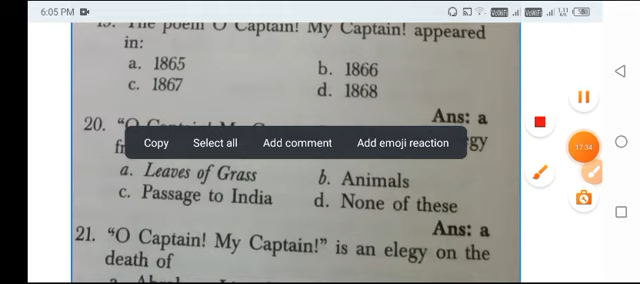 6:05 PM
19. The poem O Captain! My Captain! appeared
in:
a. 1865 b. 1866
c. 1867 d. 1868
Ans: a
20.
Copy Select all Add comment Add emoji reaction
a. Leaves of Grass b. Animals
c. Passage to India d. None of these
Ans: a
21. "O Captain! My Captain!" is an elegy on the
death of
17:34